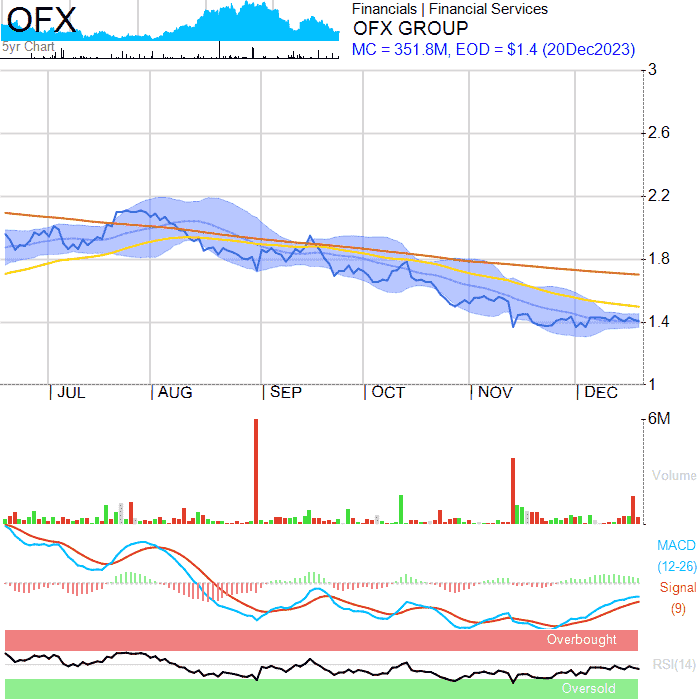 OFX
5yr Chart
Financials | Financial Services
OFX GROUP
MC = 351.8M, EOD = $1.4 (20Dec2023)
3
2.6
2.2
1.8
1.4
1
JUL
AUG
SEP
OCT
NOV
DEC
6M
Volume
MACD
(12-26)
Signal
(9)
Overbought
RSI(14)
Oversold